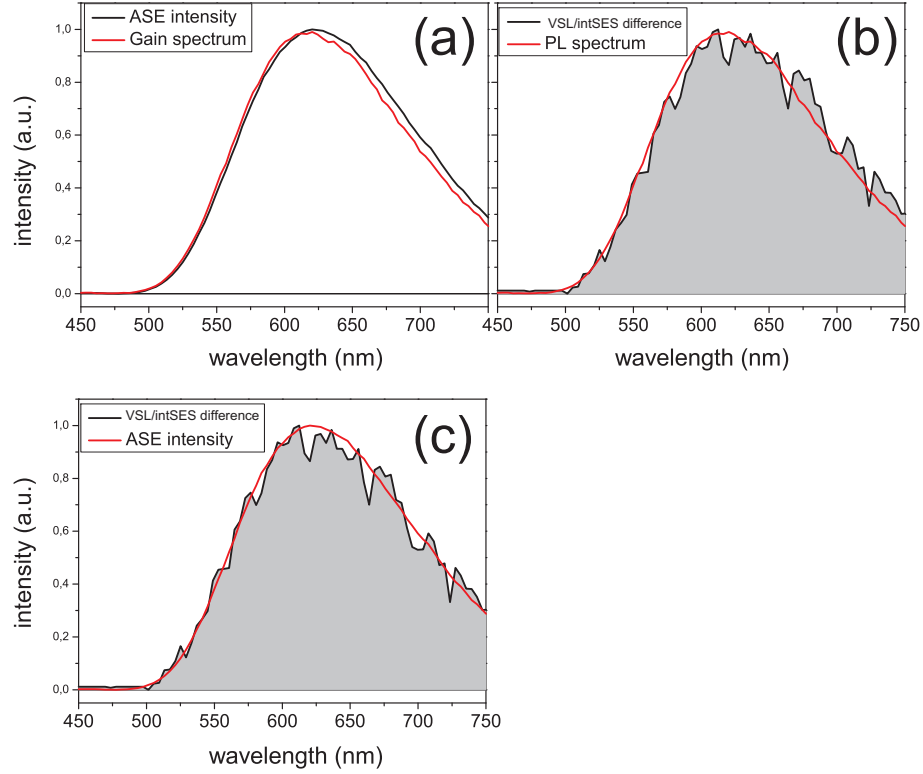 ASE intensity
Gain spectrum
(a)
1,0
0,8
0,6
0,4
0,2
0,0
intensity (a.u.)
450 500 550 600 650 700
wavelength (nm)
VSL/intSES difference
PL spectrum
(b)
450 500 550 600 650 700 750
wavelength (nm)
VSL/intSES difference
ASE intensity
(c)
1,0
0,8
0,6
0,4
0,2
0,0
intensity (a.u.)
450 500 550 600 650 700 750
wavelength (nm)